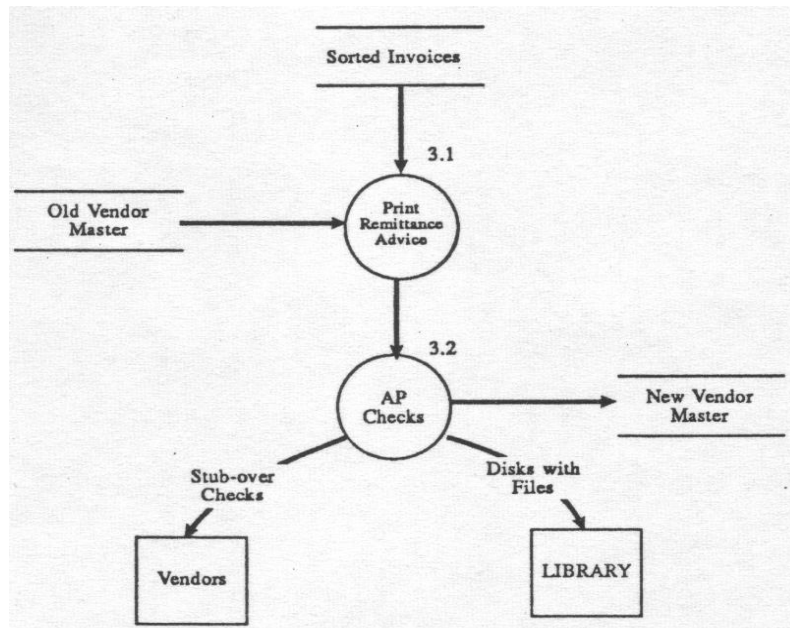 Sorted Invoices
3.1
Old Vendor
Master
Print
Remittance
Advice
3.2
AP
Checks
New Vendor
Master
Stub-over
Checks
Disks with
Files
Vendors
LIBRARY